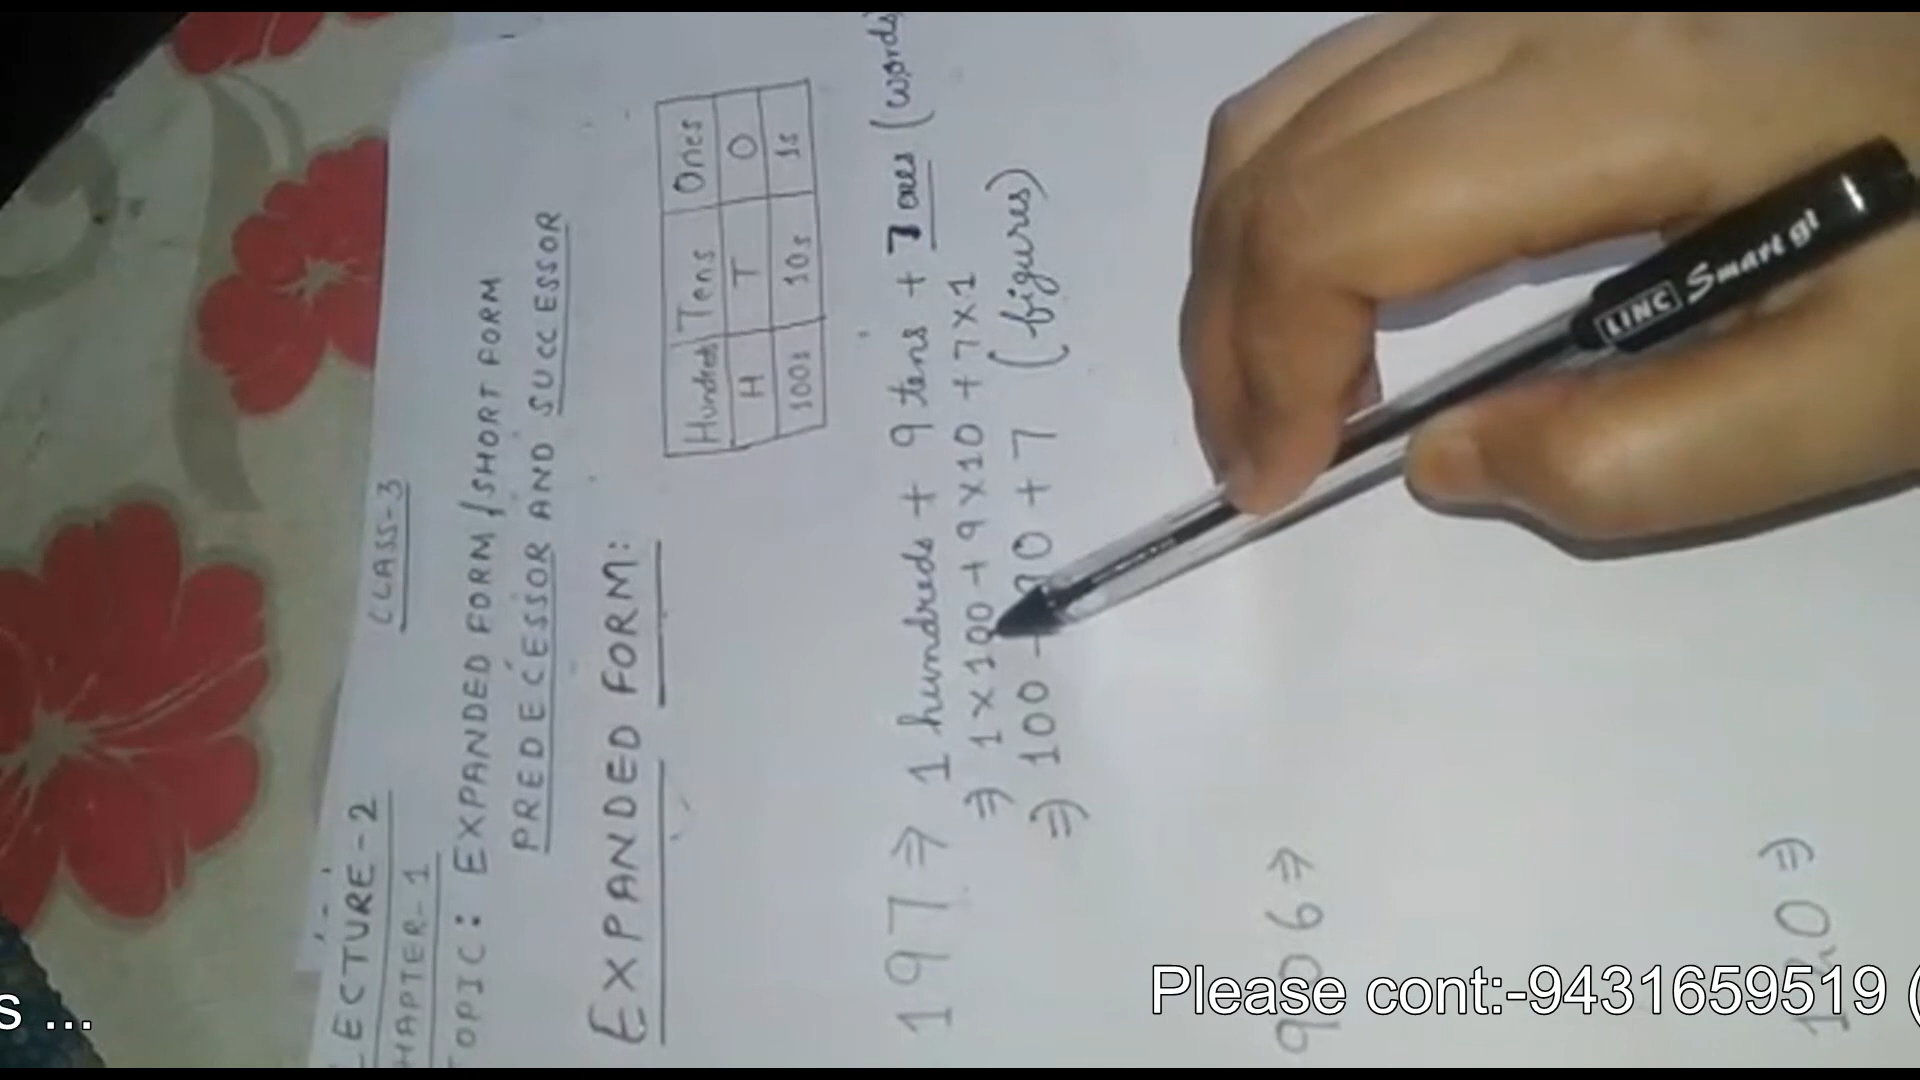 LECTURE-2
CLASS-3
CHAPTER-1
TOPIC: EXPANDED FORM/SHORT FORM
PREDECESSOR AND SUCCESSOR
EXPANDED FORM:
Hundreds Tens Ones
H T O
100s 10s 1s
197 ⇒ 1 hundreds + 9 tens + 7 ones (words
⇒ 1×100 + 9×10 + 7×1
⇒ 100 + 90 + 7 (figures)
906 ⇒
120 ⇒
LINC Smart gl
s ...
Please cont:-9431659519 (